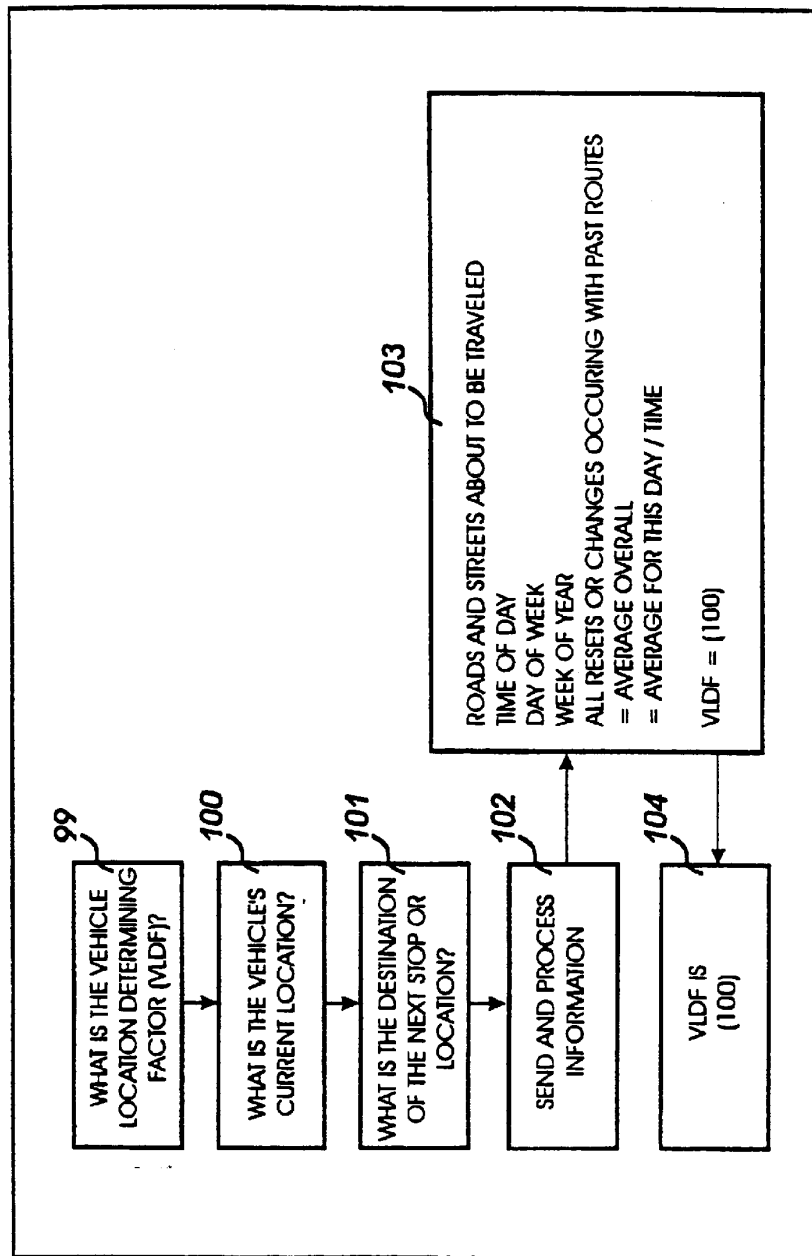 99
WHAT IS THE VEHICLE
LOCATION DETERMINING
FACTOR (VLDF)?
100
WHAT IS THE VEHICLE'S
CURRENT LOCATION?
101
WHAT IS THE DESTINATION
OF THE NEXT STOP OR
LOCATION?
102
SEND AND PROCESS
INFORMATION
103
ROADS AND STREETS ABOUT TO BE TRAVELED
TIME OF DAY
DAY OF WEEK
WEEK OF YEAR
ALL RESETS OR CHANGES OCCURING WITH PAST ROUTES
= AVERAGE OVERALL
= AVERAGE FOR THIS DAY / TIME
VLDF = (100)
104
VLDF IS
(100)